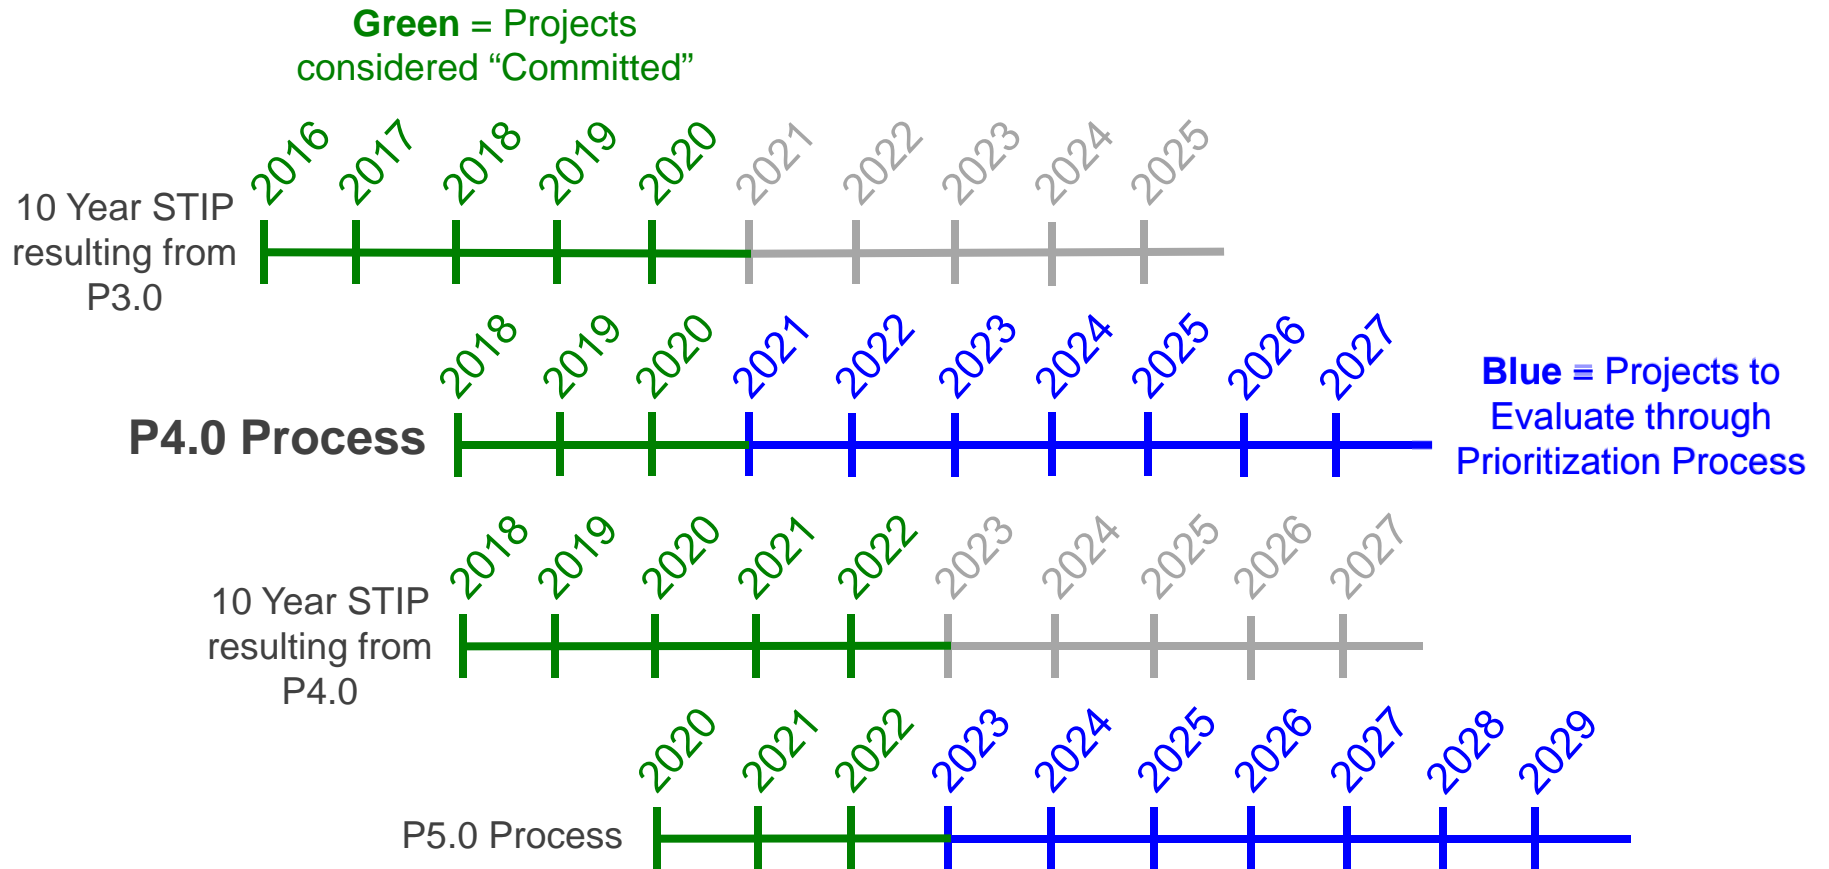 Green = Projects
considered “Committed”
2016 2017 2018 2019 2020 2021 2022 2023 2024 2025
10 Year STIP
resulting from
P3.0
2018 2019 2020 2021 2022 2023 2024 2025 2026 2027
P4.0 Process
Blue = Projects to
Evaluate through
Prioritization Process
2018 2019 2020 2021 2022 2023 2024 2025 2026 2027
10 Year STIP
resulting from
P4.0
2020 2021 2022 2023 2024 2025 2026 2027 2028 2029
P5.0 Process